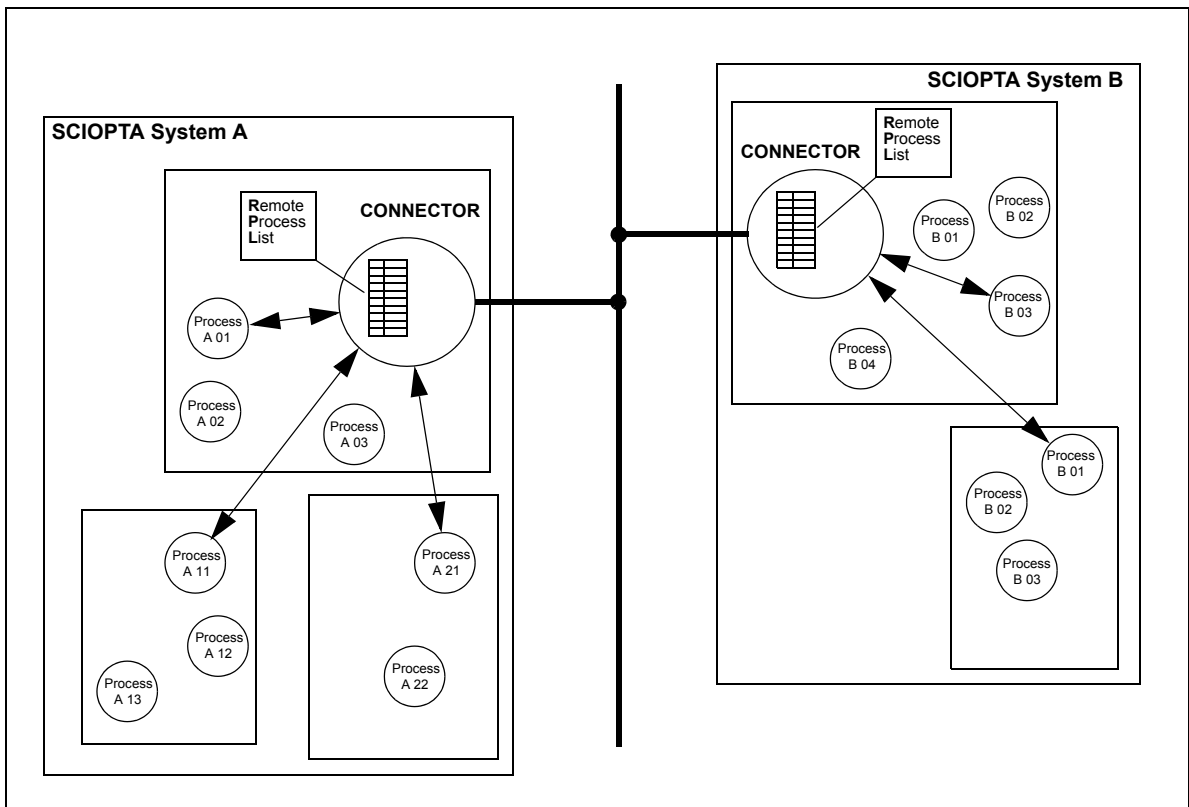 SCIOPTA System A
Remote
Process
List
CONNECTOR
Process
A 01
Process
A 02
Process
A 03
Process
A 11
Process
A 12
Process
A 13
Process
A 21
Process
A 22
SCIOPTA System B
Remote
Process
List
CONNECTOR
Process
B 01
Process
B 02
Process
B 03
Process
B 04
Process
B 01
Process
B 02
Process
B 03